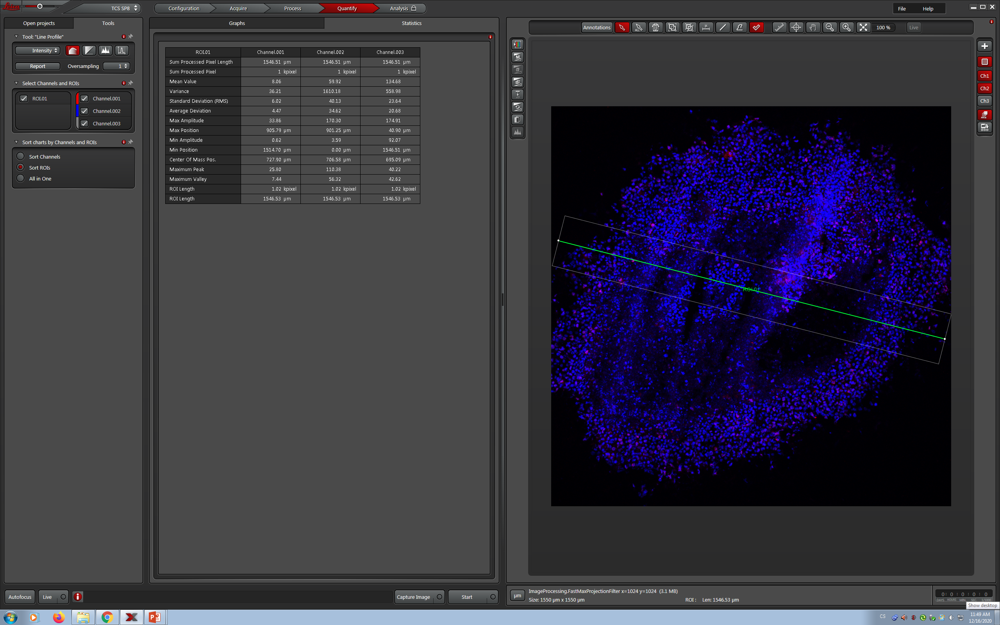 Leica
TCS SP8
Configuration
Acquire
Process
Quantify
Analysis
File
Help
Open projects
Tools
Graphs
Statistics
Annotations
ALL
100 %
Live
Tool: "Line Profile"
Intensity
Report
Oversampling
1
Select Channels and ROIs
ROI.01
Channel.001
Channel.002
Channel.003
Sort charts by Channels and ROIs
Sort Channels
Sort ROIs
All in One
ROI.01 Channel.001 Channel.002 Channel.003
Sum Processed Pixel Length 1546.51 µm 1546.51 µm 1546.51 µm
Sum Processed Pixel 1 kpixel 1 kpixel 1 kpixel
Mean Value 8.06 59.92 134.68
Variance 36.21 1610.18 558.98
Standard Deviation (RMS) 6.02 40.13 23.64
Average Deviation 4.47 34.62 20.68
Max Amplitude 33.86 170.30 174.91
Max Position 905.79 µm 901.25 µm 40.90 µm
Min Amplitude 0.62 3.59 92.07
Min Position 1514.70 µm 0.00 µm 1546.51 µm
Center Of Mass Pos. 727.90 µm 706.58 µm 695.09 µm
Maximum Peak 25.80 110.38 40.22
Maximum Valley 7.44 56.32 42.62
ROI Length 1.02 kpixel 1.02 kpixel 1.02 kpixel
ROI Length 1546.53 µm 1546.53 µm 1546.53 µm
M
Ch1
Ch2
Ch3
MAX
ROI.01
Autofocus
Live
Capture Image
Start
µm
ImageProcessing.FastMaxProjectionFilter x=1024 y=1024 (3.1 MB)
Size: 1550 µm x 1550 µm
ROI : Len: 1546.53 µm
0: 0 : 0 : 0 : 0
DAYS HOURS MIN. SEC. 1/1000
Show desktop
CS
11:49 AM
12/16/2020